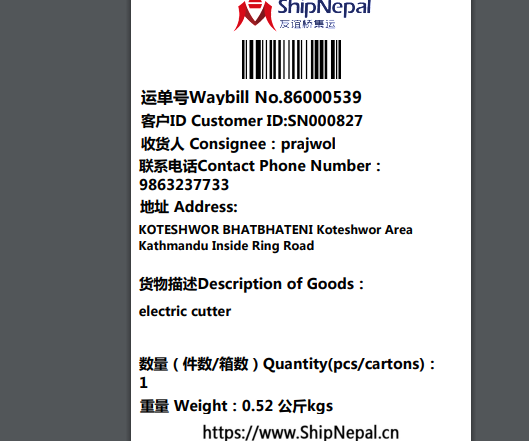 ShipNepal
友谊桥集运
运单号Waybill No.86000539
客户ID Customer ID:SN000827
收货人 Consignee：prajwol
联系电话Contact Phone Number：
9863237733
地址 Address:
KOTESHWOR BHATBHATENI Koteshwor Area
Kathmandu Inside Ring Road
货物描述Description of Goods：
electric cutter
数量（件数/箱数）Quantity(pcs/cartons)：
1
重量 Weight：0.52 公斤kgs
https://www.ShipNepal.cn